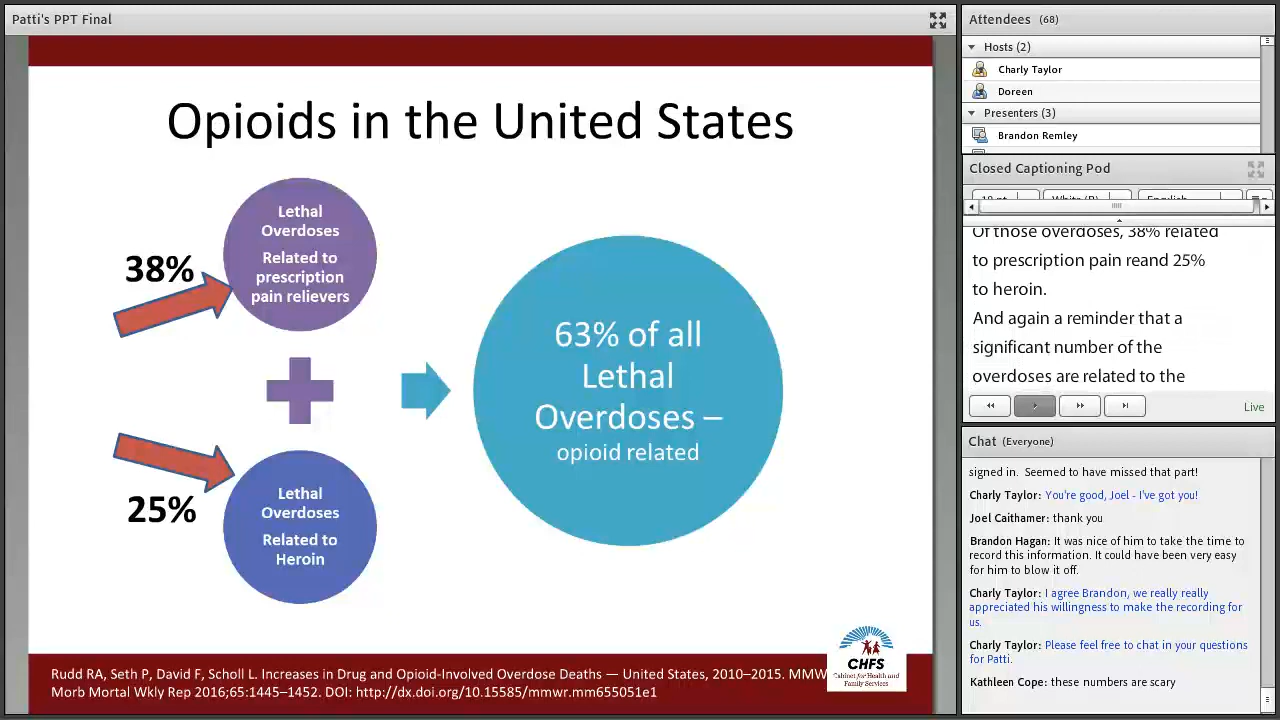 Patti's PPT Final
Opioids in the United States
38%
Lethal
Overdoses
Related to
prescription
pain relievers
25%
Lethal
Overdoses
Related to
Heroin
63% of all
Lethal
Overdoses –
opioid related
Rudd RA, Seth P, David F, Scholl L. Increases in Drug and Opioid-Involved Overdose Deaths — United States, 2010–2015. MMW
Morb Mortal Wkly Rep 2016;65:1445–1452. DOI: http://dx.doi.org/10.15585/mmwr.mm655051e1
CHFS
Cabinet for Health and
Family Services
Attendees (68)
Hosts (2)
Charly Taylor
Doreen
Presenters (3)
Brandon Remley
Closed Captioning Pod
Of those overdoses, 38% related
to prescription pain reand 25%
to heroin.
And again a reminder that a
significant number of the
overdoses are related to the
Live
Chat (Everyone)
signed in. Seemed to have missed that part!
Charly Taylor: You're good, Joel - I've got you!
Joel Caithamer: thank you
Brandon Hagan: It was nice of him to take the time to
record this information. It could have been very easy
for him to blow it off.
Charly Taylor: I agree Brandon, we really really
appreciated his willingness to make the recording for
us.
Charly Taylor: Please feel free to chat in your questions
for Patti.
Kathleen Cope: these numbers are scary